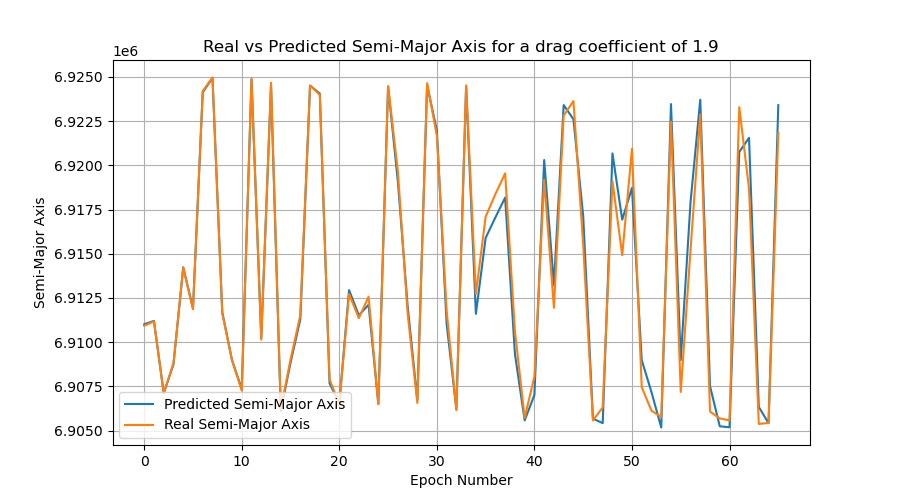 Real vs Predicted Semi-Major Axis for a drag coefficient of 1.9
1e6
6.9250
6.9225
6.9200
6.9175
6.9150
6.9125
6.9100
6.9075
6.9050
Semi-Major Axis
Predicted Semi-Major Axis
Real Semi-Major Axis
0 10 20 30 40 50 60
Epoch Number